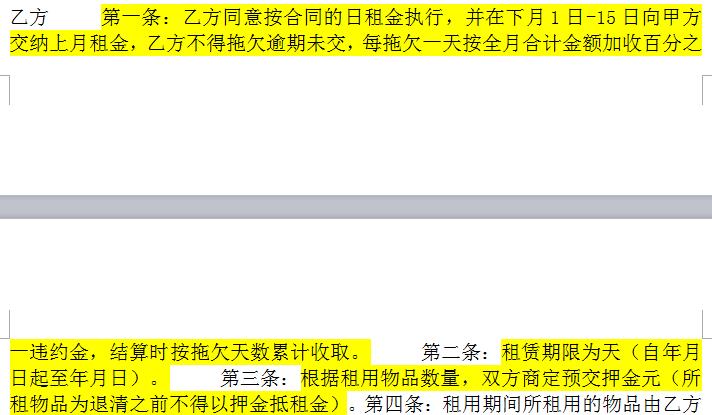 乙方 第一条：乙方同意按合同的日租金执行，并在下月1日-15日向甲方
交纳上月租金，乙方不得拖欠逾期未交，每拖欠一天按全月合计金额加收百分之
一违约金，结算时按拖欠天数累计收取。 第二条：租赁期限为天（自年月
日起至年月日）。 第三条：根据租用物品数量，双方商定预交押金元（所
租物品为退清之前不得以押金抵租金）。第四条：租用期间所租用的物品由乙方